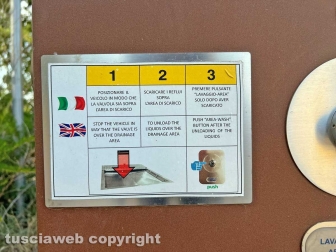 1
2
3
POSIZIONARE IL
VEICOLO IN MODO CHE
LA VALVOLA SIA SOPRA
L'AREA DI SCARICO
SCARICARE I REFLUI
SOPRA
L'AREA DI SCARICO
PREMERE PULSANTE
"LAVAGGIO-AREA"
SOLO DOPO AVER
SCARICATO
STOP THE VEHICLE IN
WAY THAT THE VALVE IS
OVER THE DRAINAGE
AREA
TO UNLOAD THE
LIQUIDS OVER THE
DRAINAGE AREA
PUSH "AREA-WASH"
BUTTON AFTER THE
UNLOADING OF THE
LIQUIDS
push
LAV
tusciaweb copyright